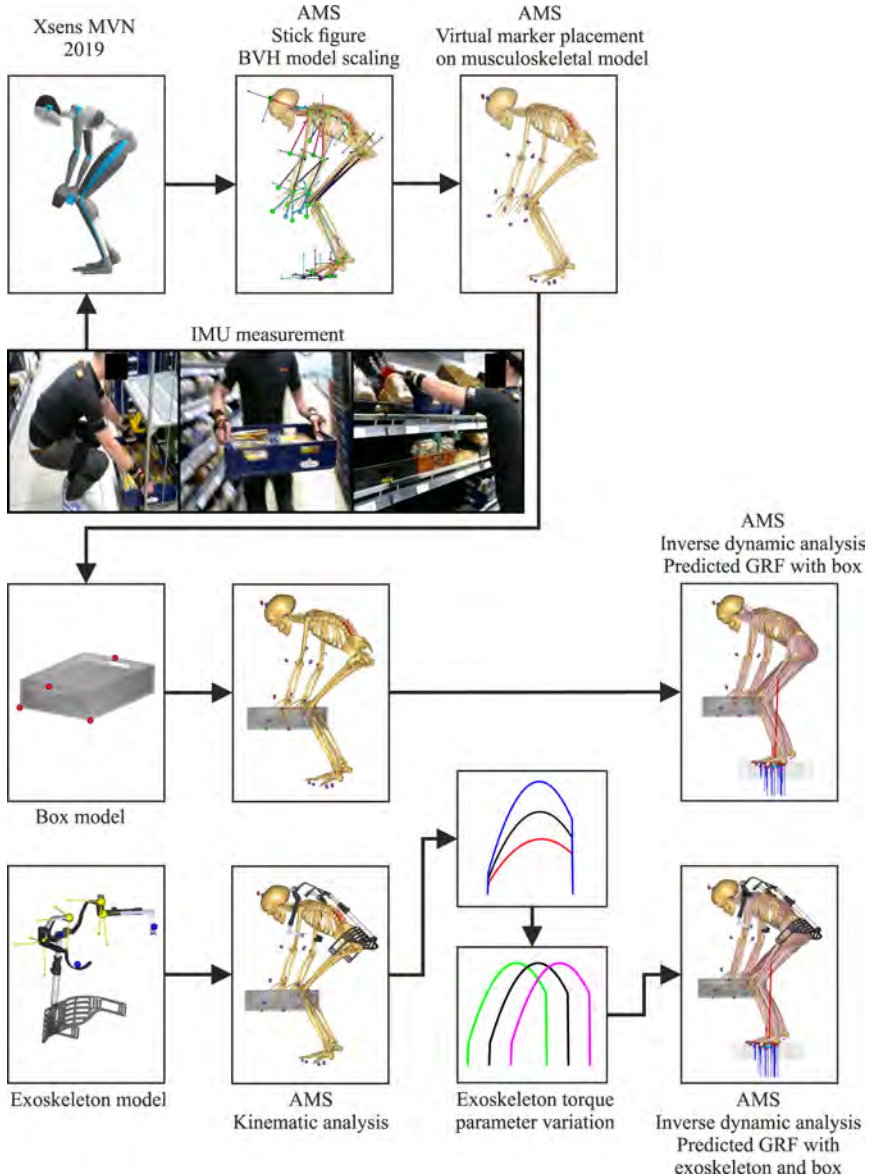 Xsens MVN
2019
AMS
Stick figure
BVH model scaling
AMS
Virtual marker placement
on musculoskeletal model
IMU measurement
AMS
Inverse dynamic analysis
Predicted GRF with box
Box model
Exoskeleton model
AMS
Kinematic analysis
Exoskeleton torque
parameter variation
AMS
Inverse dynamic analysis
Predicted GRF with
exoskeleton and box